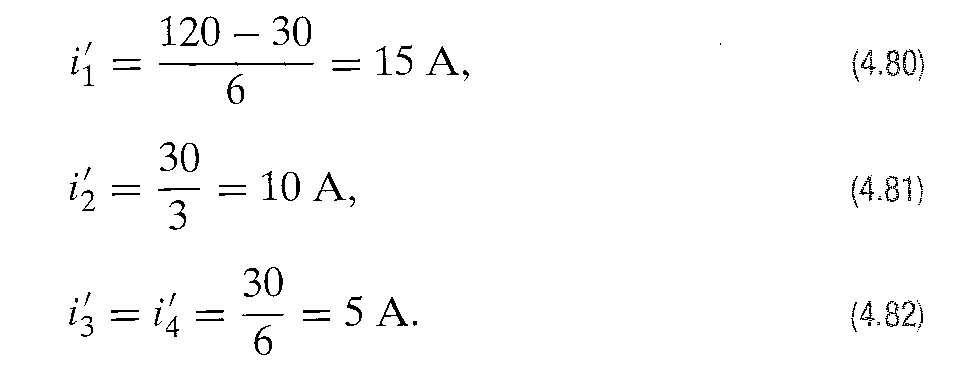 i′₁ = (120 − 30)/6 = 15 A, (4.80)
i′₂ = 30/3 = 10 A, (4.81)
i′₃ = i′₄ = 30/6 = 5 A. (4.82)